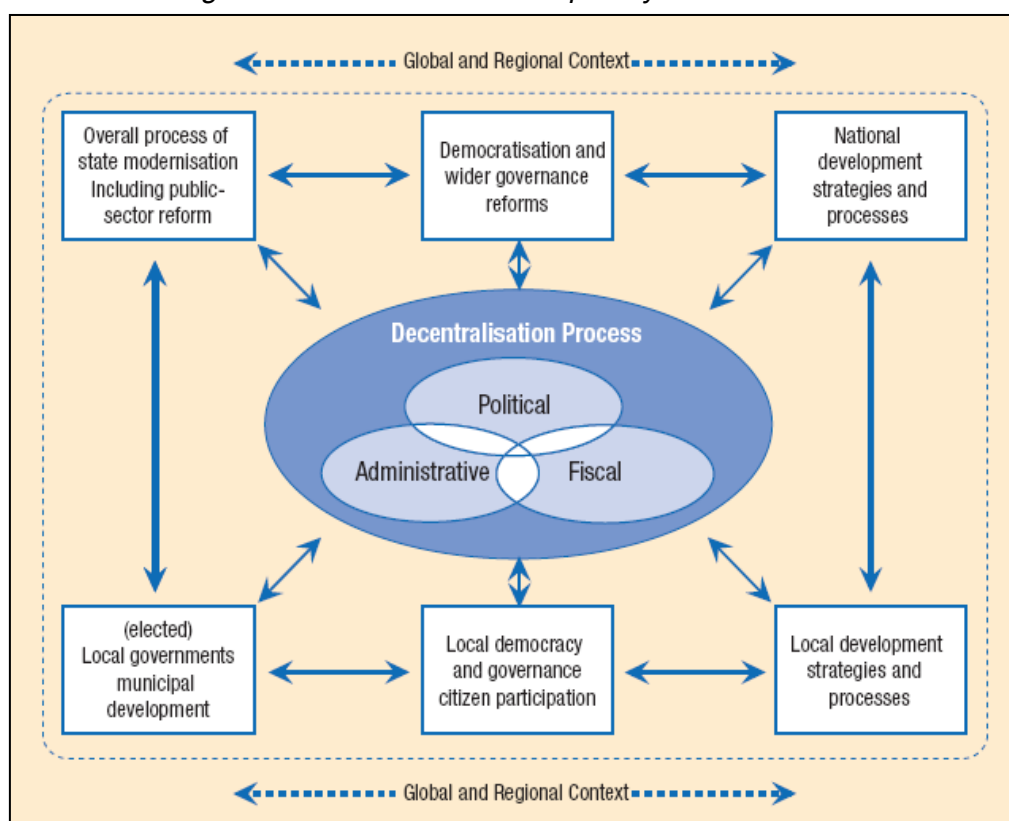 Global and Regional Context
Overall process of
state modernisation
Including public-
sector reform
Democratisation and
wider governance
reforms
National
development
strategies and
processes
Decentralisation Process
Political
Administrative
Fiscal
(elected)
Local governments
municipal
development
Local democracy
and governance
citizen participation
Local development
strategies and
processes
Global and Regional Context